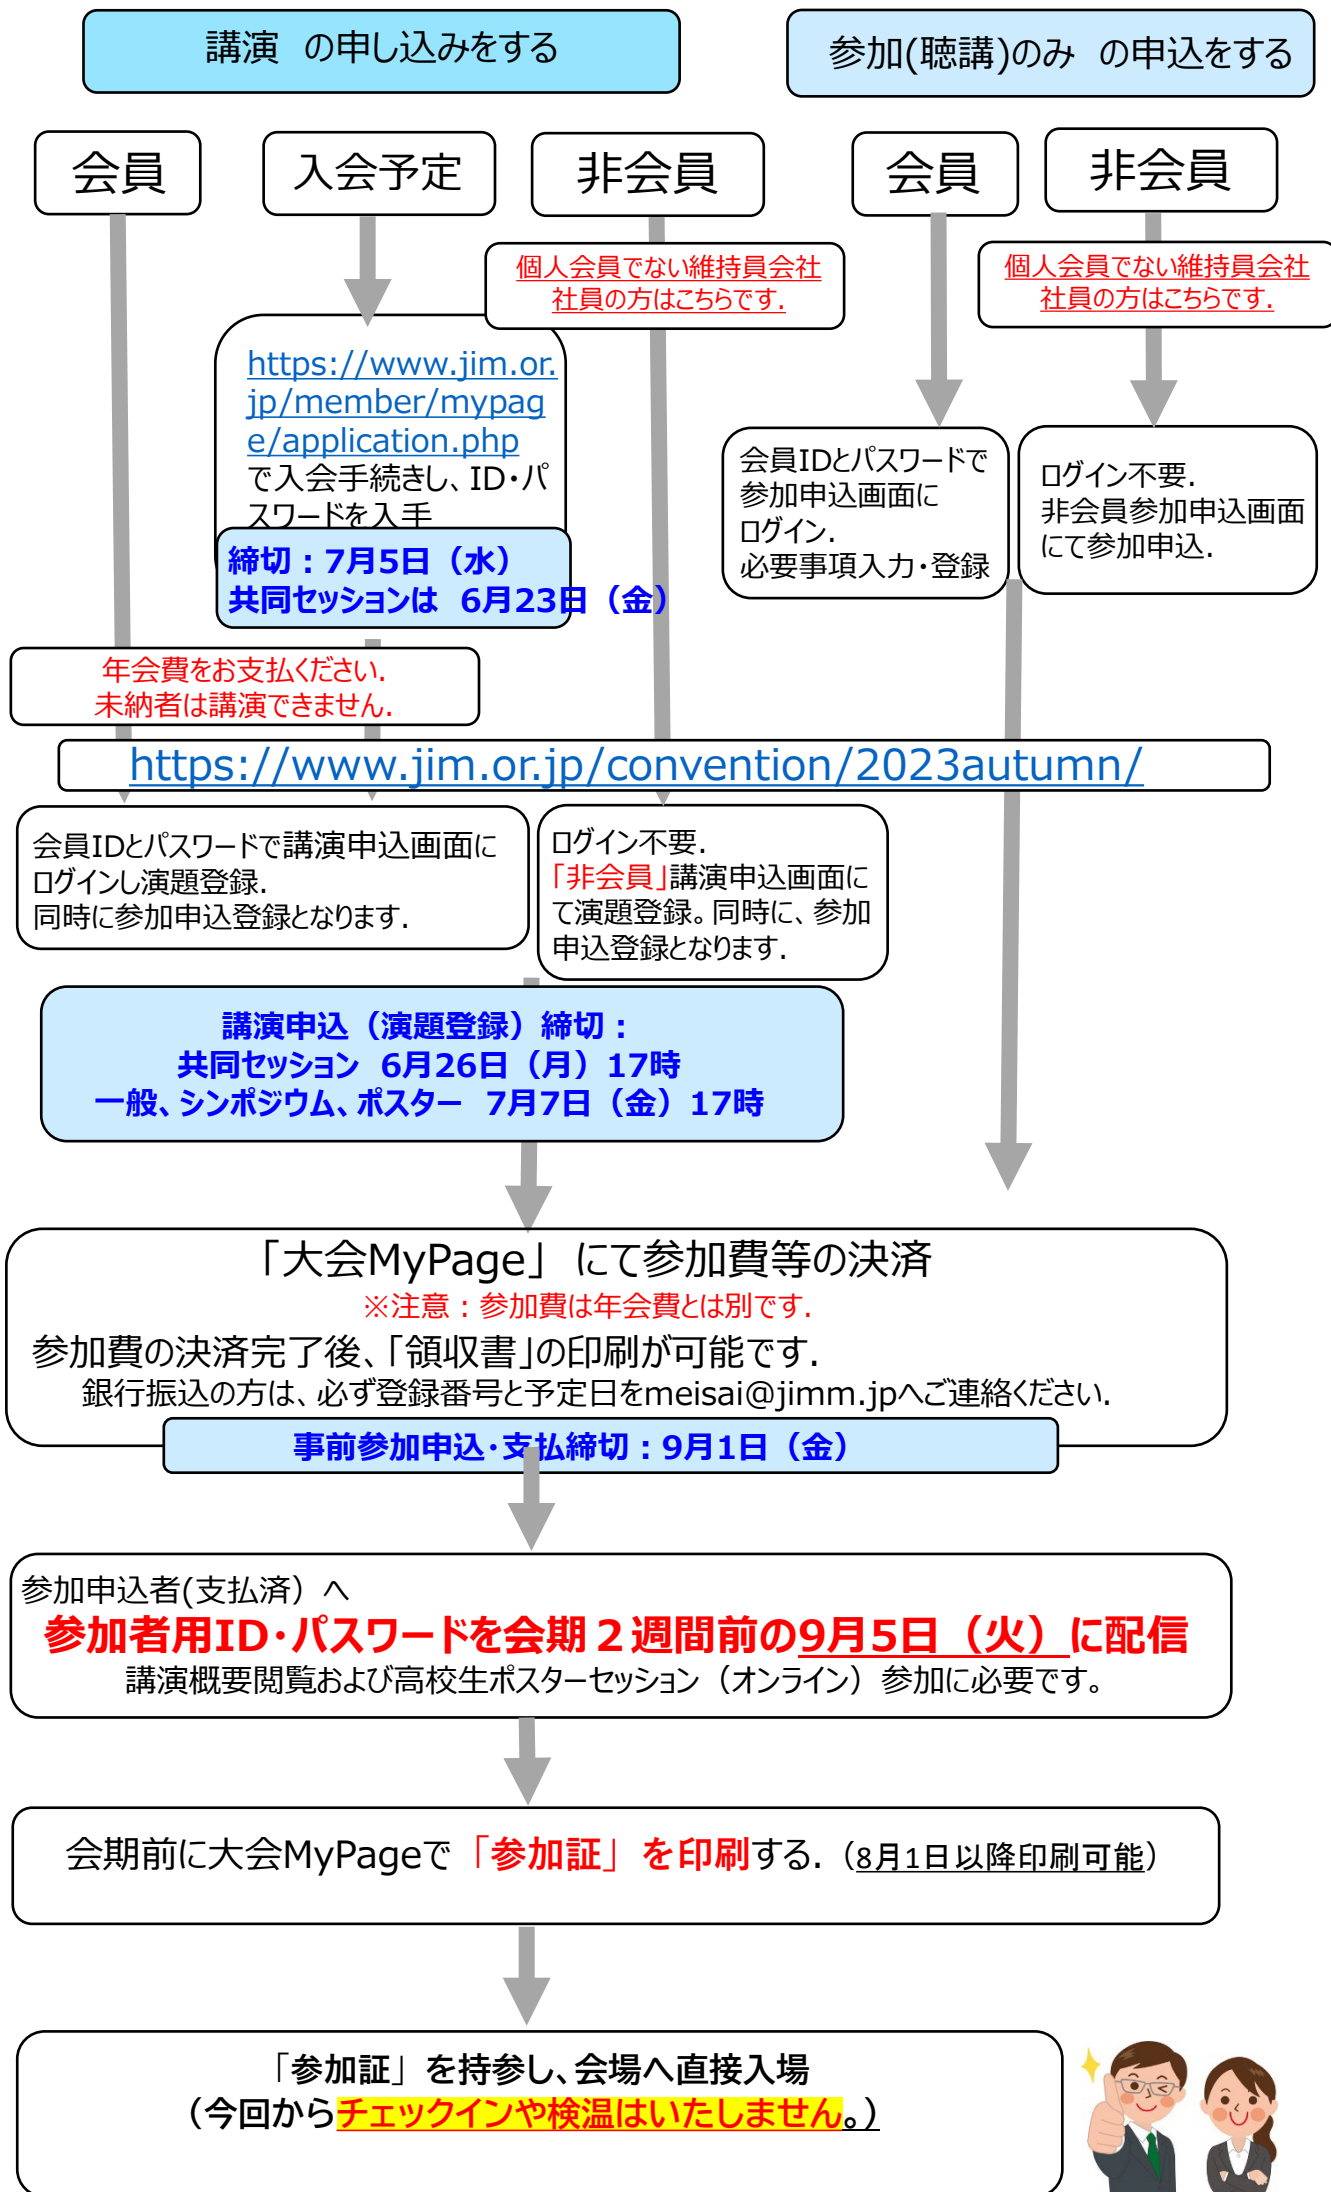 講演 の申し込みをする
参加(聴講)のみ の申込をする
会員
入会予定
非会員
会員
非会員
個人会員でない維持員会社
社員の方はこちらです.
個人会員でない維持員会社
社員の方はこちらです.
https://www.jim.or.
jp/member/mypag
e/application.php
で入会手続きし、ID・パ
スワードを入手
締切：7月5日（水）
共同セッションは 6月23日（金）
会員IDとパスワードで
参加申込画面に
ログイン.
必要事項入力・登録
ログイン不要.
非会員参加申込画面
にて参加申込.
年会費をお支払ください.
未納者は講演できません.
https://www.jim.or.jp/convention/2023autumn/
会員IDとパスワードで講演申込画面に
ログインし演題登録.
同時に参加申込登録となります.
ログイン不要.
「非会員」講演申込画面に
て演題登録。同時に、参加
申込登録となります.
講演申込（演題登録）締切：
共同セッション 6月26日（月）17時
一般、シンポジウム、ポスター 7月7日（金）17時
「大会MyPage」にて参加費等の決済
※注意：参加費は年会費とは別です.
参加費の決済完了後、「領収書」の印刷が可能です.
銀行振込の方は、必ず登録番号と予定日をmeisai@jimm.jpへご連絡ください.
事前参加申込・支払締切：9月1日（金）
参加申込者(支払済）へ
参加者用ID・パスワードを会期２週間前の9月5日（火）に配信
講演概要閲覧および高校生ポスターセッション（オンライン）参加に必要です。
会期前に大会MyPageで「参加証」を印刷する.（8月1日以降印刷可能）
「参加証」を持参し、会場へ直接入場
（今回からチェックインや検温はいたしません。）